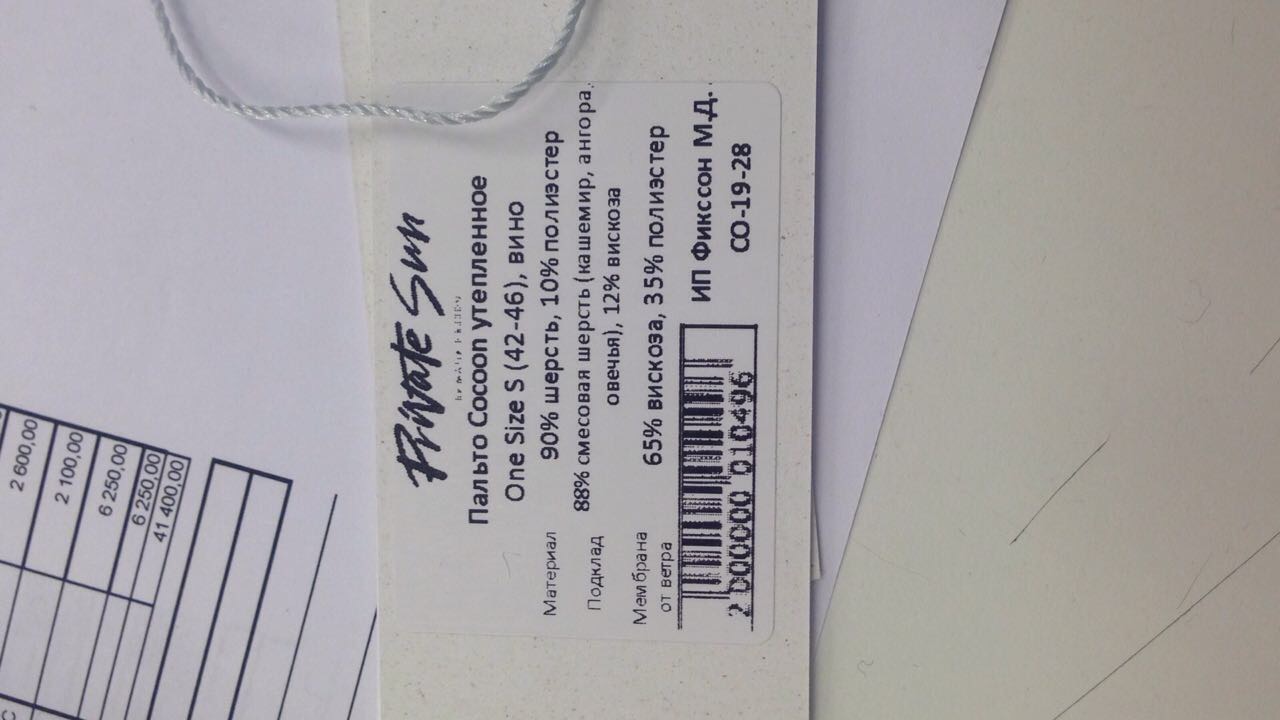 Private Sun
Пальто Cocoon утепленное
One Size S (42-46), вино
Материал 90% шерсть, 10% полиэстер
Подклад 88% смесовая шерсть (кашемир, ангора,
овечья), 12% вискоза
Мембрана 65% вискоза, 35% полиэстер
от ветра
ИП Фикссон М.Д.
СО-19-28
2 000000 010496
2 600,00
2 100,00
6 250,00
6 250,00
41 400,00